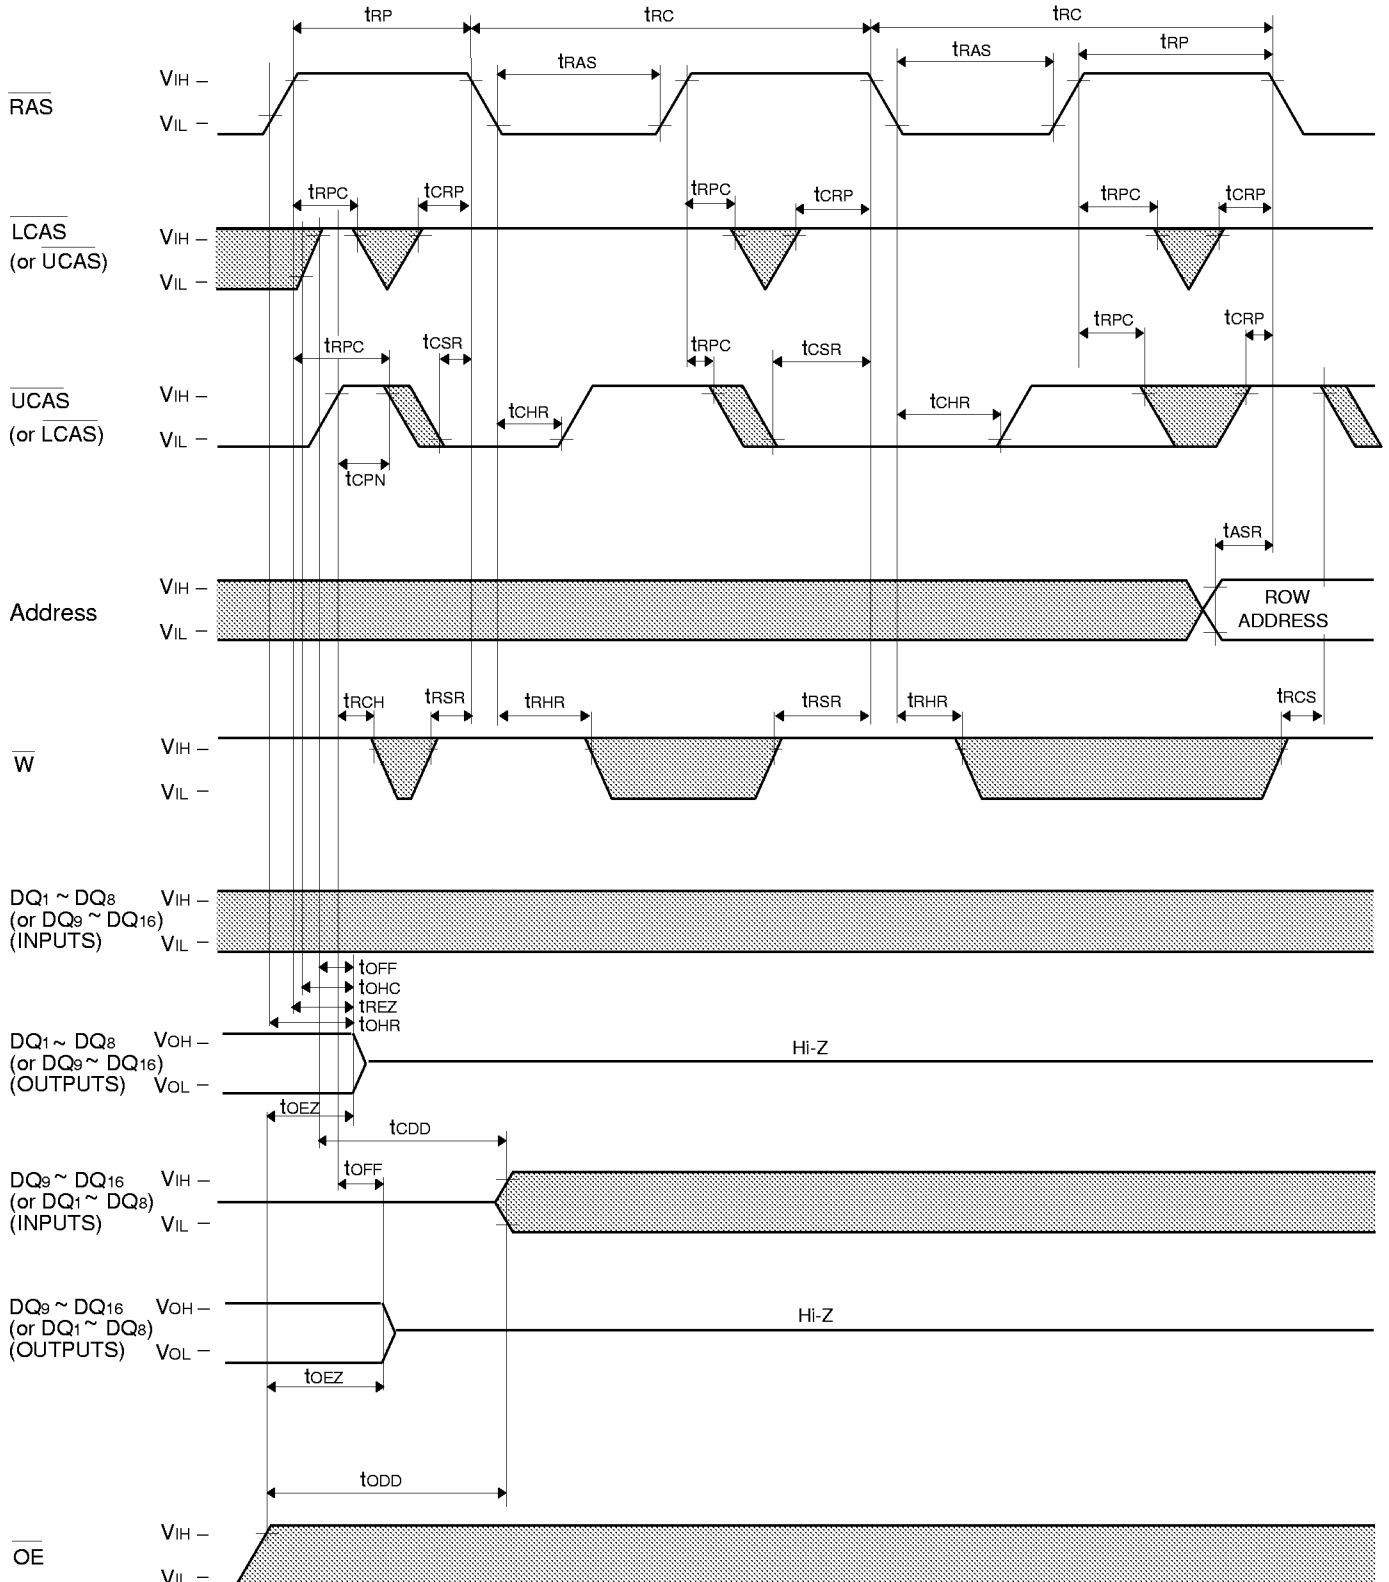 tRP tRC tRC
tRAS tRAS tRP
RAS VIH
VIL
tRPC tCRP tRPC tCRP tRPC tCRP
LCAS VIH
(or UCAS) VIL
tRPC tCSR tRPC tCSR tRPC tCRP
UCAS VIH
(or LCAS) VIL
tCHR tCHR
tCPN
tASR
Address VIH
VIL
ROW
ADDRESS
tRCH tRSR tRHR tRSR tRHR tRCS
W VIH
VIL
DQ1 ~ DQ8 VIH
(or DQ9 ~ DQ16)
(INPUTS) VIL
tOFF
tOHC
tREZ
tOHR
DQ1 ~ DQ8 VOH
(or DQ9 ~ DQ16) Hi-Z
(OUTPUTS) VOL
tOEZ
tCDD
tOFF
DQ9 ~ DQ16 VIH
(or DQ1 ~ DQ8)
(INPUTS) VIL
DQ9 ~ DQ16 VOH
(or DQ1 ~ DQ8) Hi-Z
(OUTPUTS) VOL
tOEZ
tODD
OE VIH
VIL